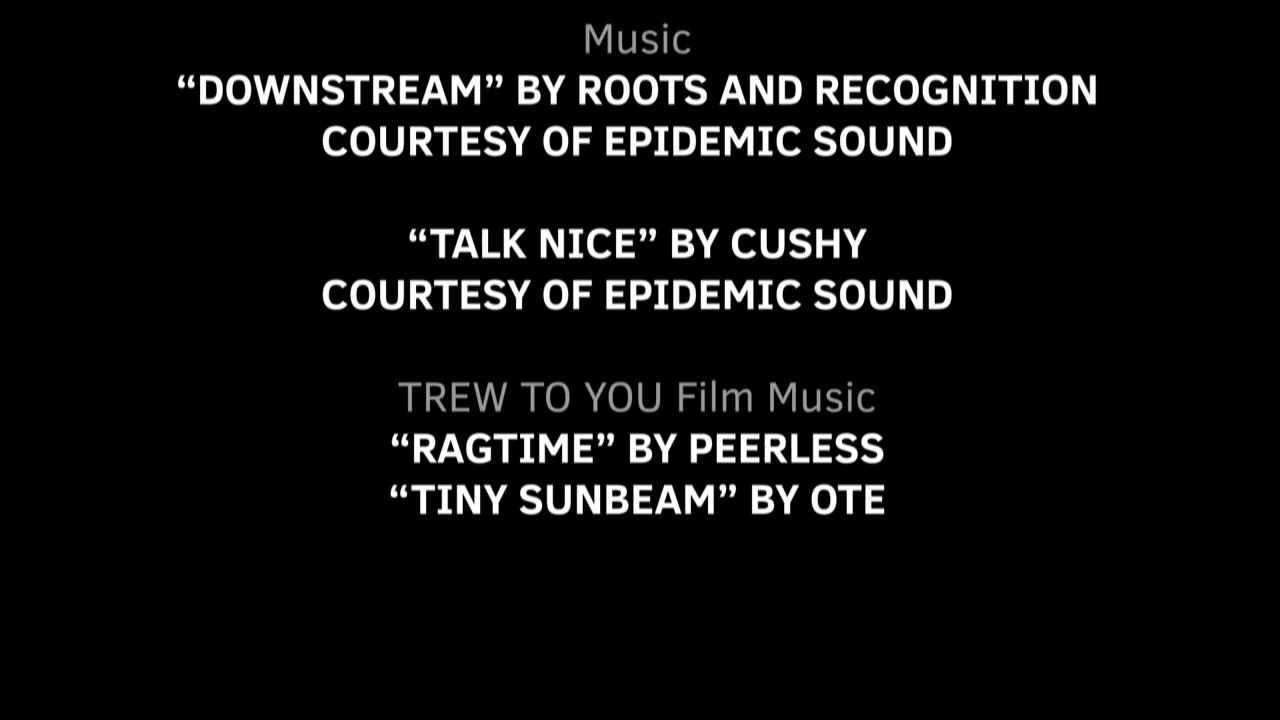 Music
“DOWNSTREAM” BY ROOTS AND RECOGNITION
COURTESY OF EPIDEMIC SOUND
“TALK NICE” BY CUSHY
COURTESY OF EPIDEMIC SOUND
TREW TO YOU Film Music
“RAGTIME” BY PEERLESS
“TINY SUNBEAM” BY OTE